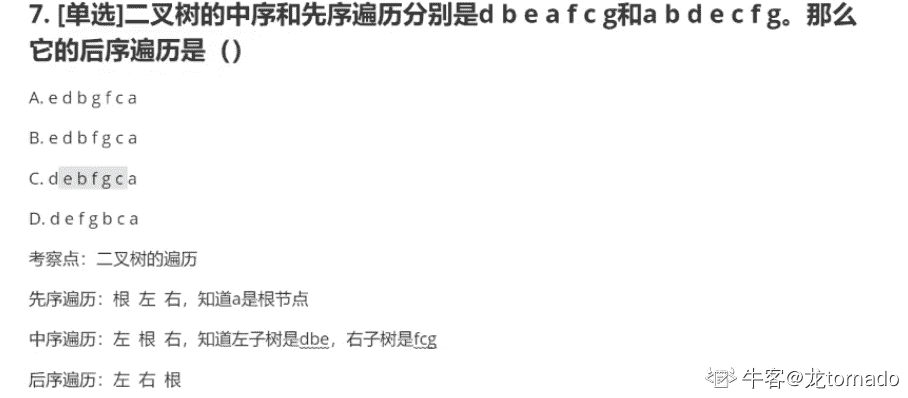 7. [单选]二叉树的中序和先序遍历分别是d b e a f c g和a b d e c f g。那么
它的后序遍历是（）
A. e d b g f c a
B. e d b f g c a
C. d e b f g c a
D. d e f g b c a
考察点：二叉树的遍历
先序遍历：根 左 右，知道a是根节点
中序遍历：左 根 右，知道左子树是dbe，右子树是fcg
后序遍历：左 右 根
牛客@龙tornado